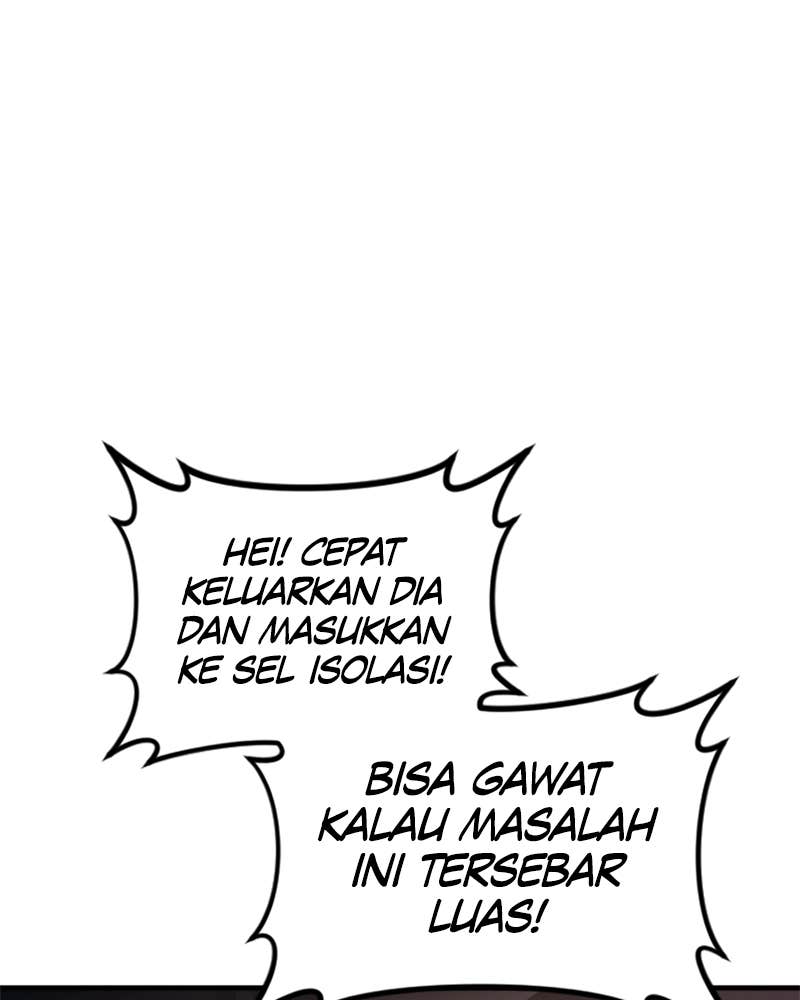 HEI! CEPAT
KELUARKAN DIA
DAN MASUKKAN
KE SEL ISOLASI!
BISA GAWAT
KALAU MASALAH
INI TERSEBAR
LUAS!